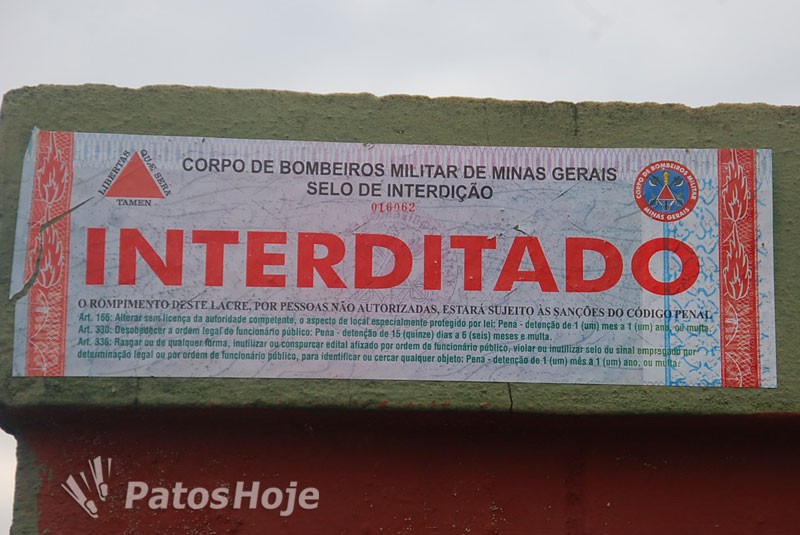 LIBERTAS QUÆ SERA
TAMEN
CORPO DE BOMBEIROS MILITAR DE MINAS GERAIS
SELO DE INTERDIÇÃO
016062
CORPO DE BOMBEIROS MILITAR
MINAS GERAIS
INTERDITADO
O ROMPIMENTO DESTE LACRE, POR PESSOAS NÃO AUTORIZADAS, ESTARÁ SUJEITO ÀS SANÇÕES DO CÓDIGO PENAL
Art. 166: Alterar sem licença da autoridade competente, o aspecto de local especialmente protegido por lei; Pena - detenção de 1 (um) mes a 1 (um) ano, ou multa.
Art. 330: Desobedecer a ordem legal de funcionário público: Pena - detenção de 15 (quinze) dias a 6 (seis) meses e multa.
Art. 336: Rasgar ou de qualquer forma, inutilizar ou conspurcar edital afixado por ordem de funcionário público, violar ou inutilizar selo du sinal empregado por
determinação legal ou por ordem de funcionário público, para identificar ou cercar qualquer objeto: Pena - detenção de 1 (um) mês à 1 (um) ano, ou multa.
PatosHoje